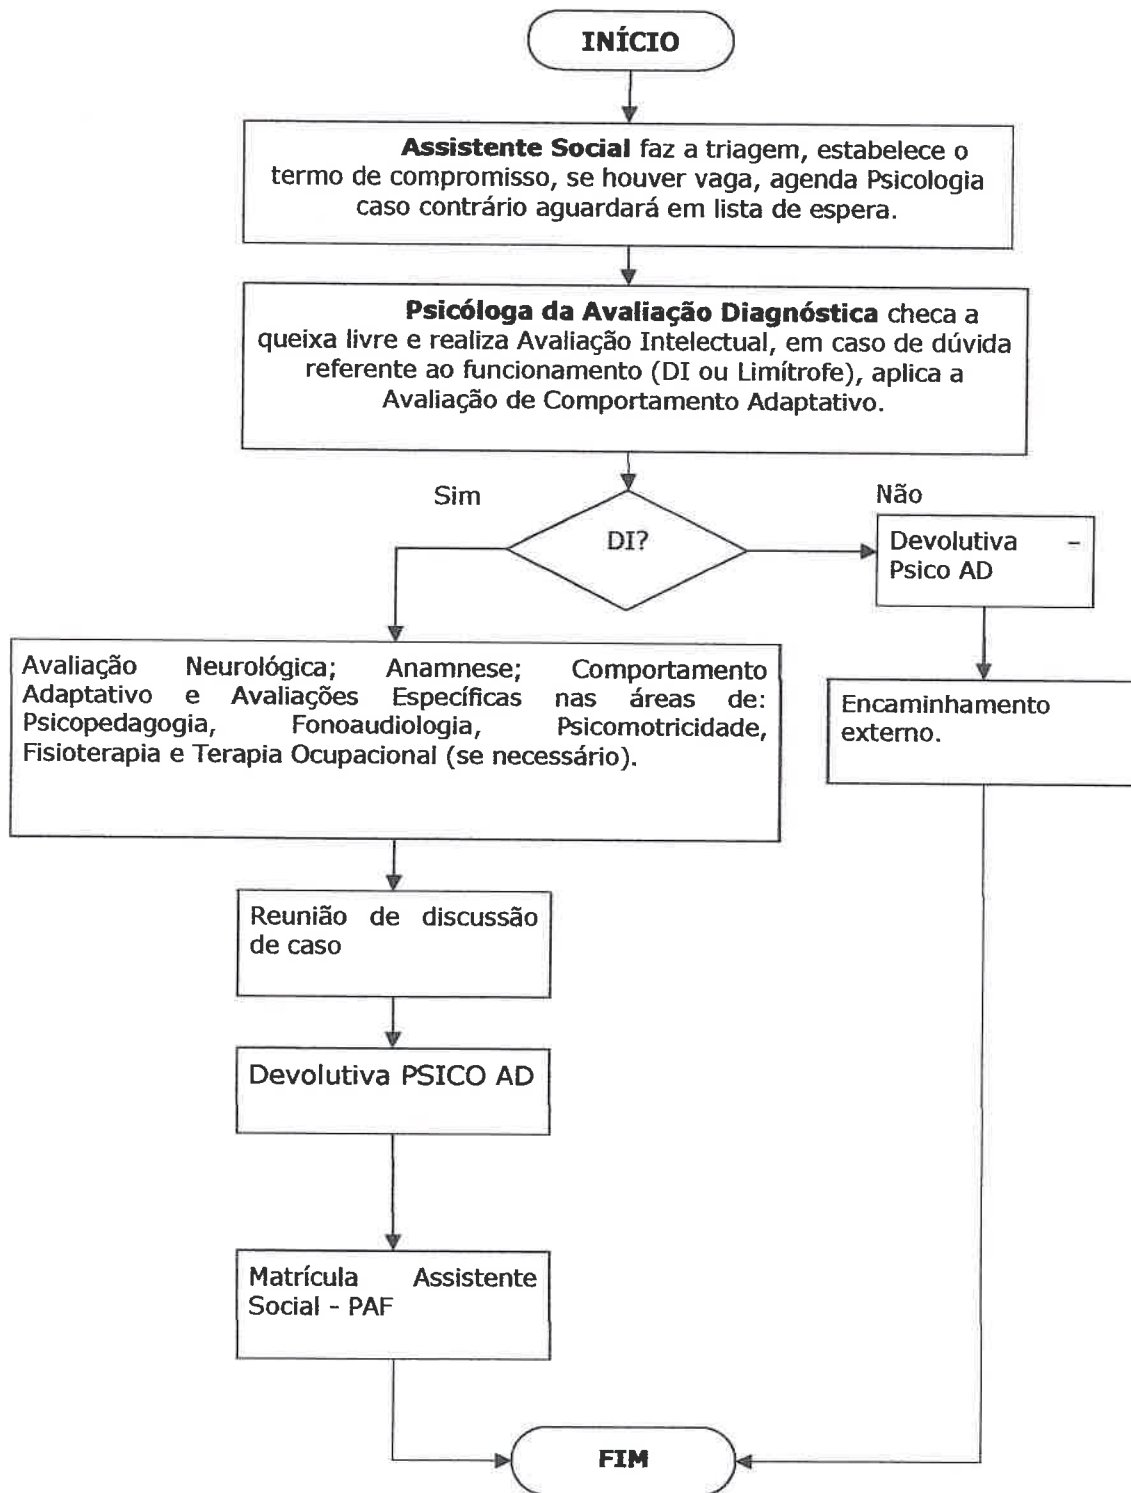 INÍCIO
Assistente Social faz a triagem, estabelece o
termo de compromisso, se houver vaga, agenda Psicologia
caso contrário aguardará em lista de espera.
Psicóloga da Avaliação Diagnóstica checa a
queixa livre e realiza Avaliação Intelectual, em caso de dúvida
referente ao funcionamento (DI ou Limítrofe), aplica a
Avaliação de Comportamento Adaptativo.
Sim
Não
DI?
Devolutiva –
Psico AD
Avaliação Neurológica; Anamnese; Comportamento
Adaptativo e Avaliações Específicas nas áreas de:
Psicopedagogia, Fonoaudiologia, Psicomotricidade,
Fisioterapia e Terapia Ocupacional (se necessário).
Encaminhamento
externo.
Reunião de discussão
de caso
Devolutiva PSICO AD
Matrícula Assistente
Social - PAF
FIM